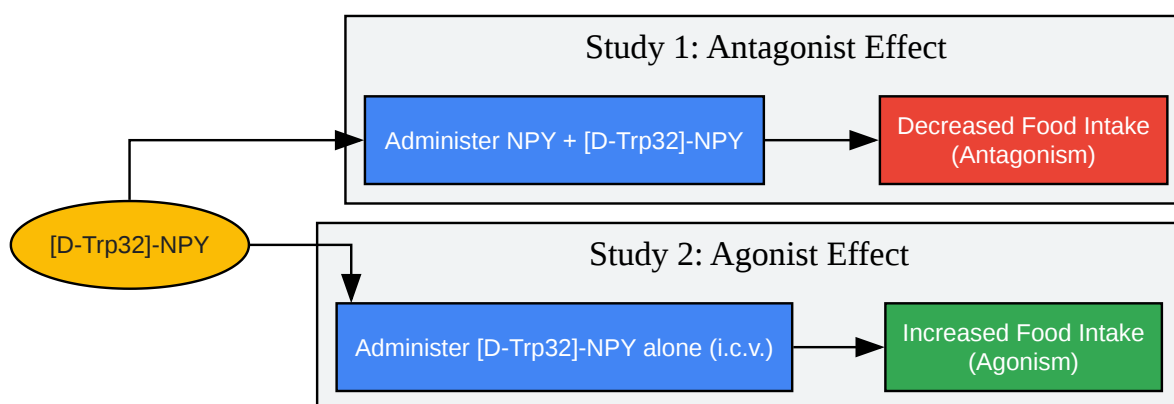 Study 1: Antagonist Effect
Administer NPY + [D-Trp32]-NPY
Decreased Food Intake
(Antagonism)
[D-Trp32]-NPY
Study 2: Agonist Effect
Administer [D-Trp32]-NPY alone (i.c.v.)
Increased Food Intake
(Agonism)